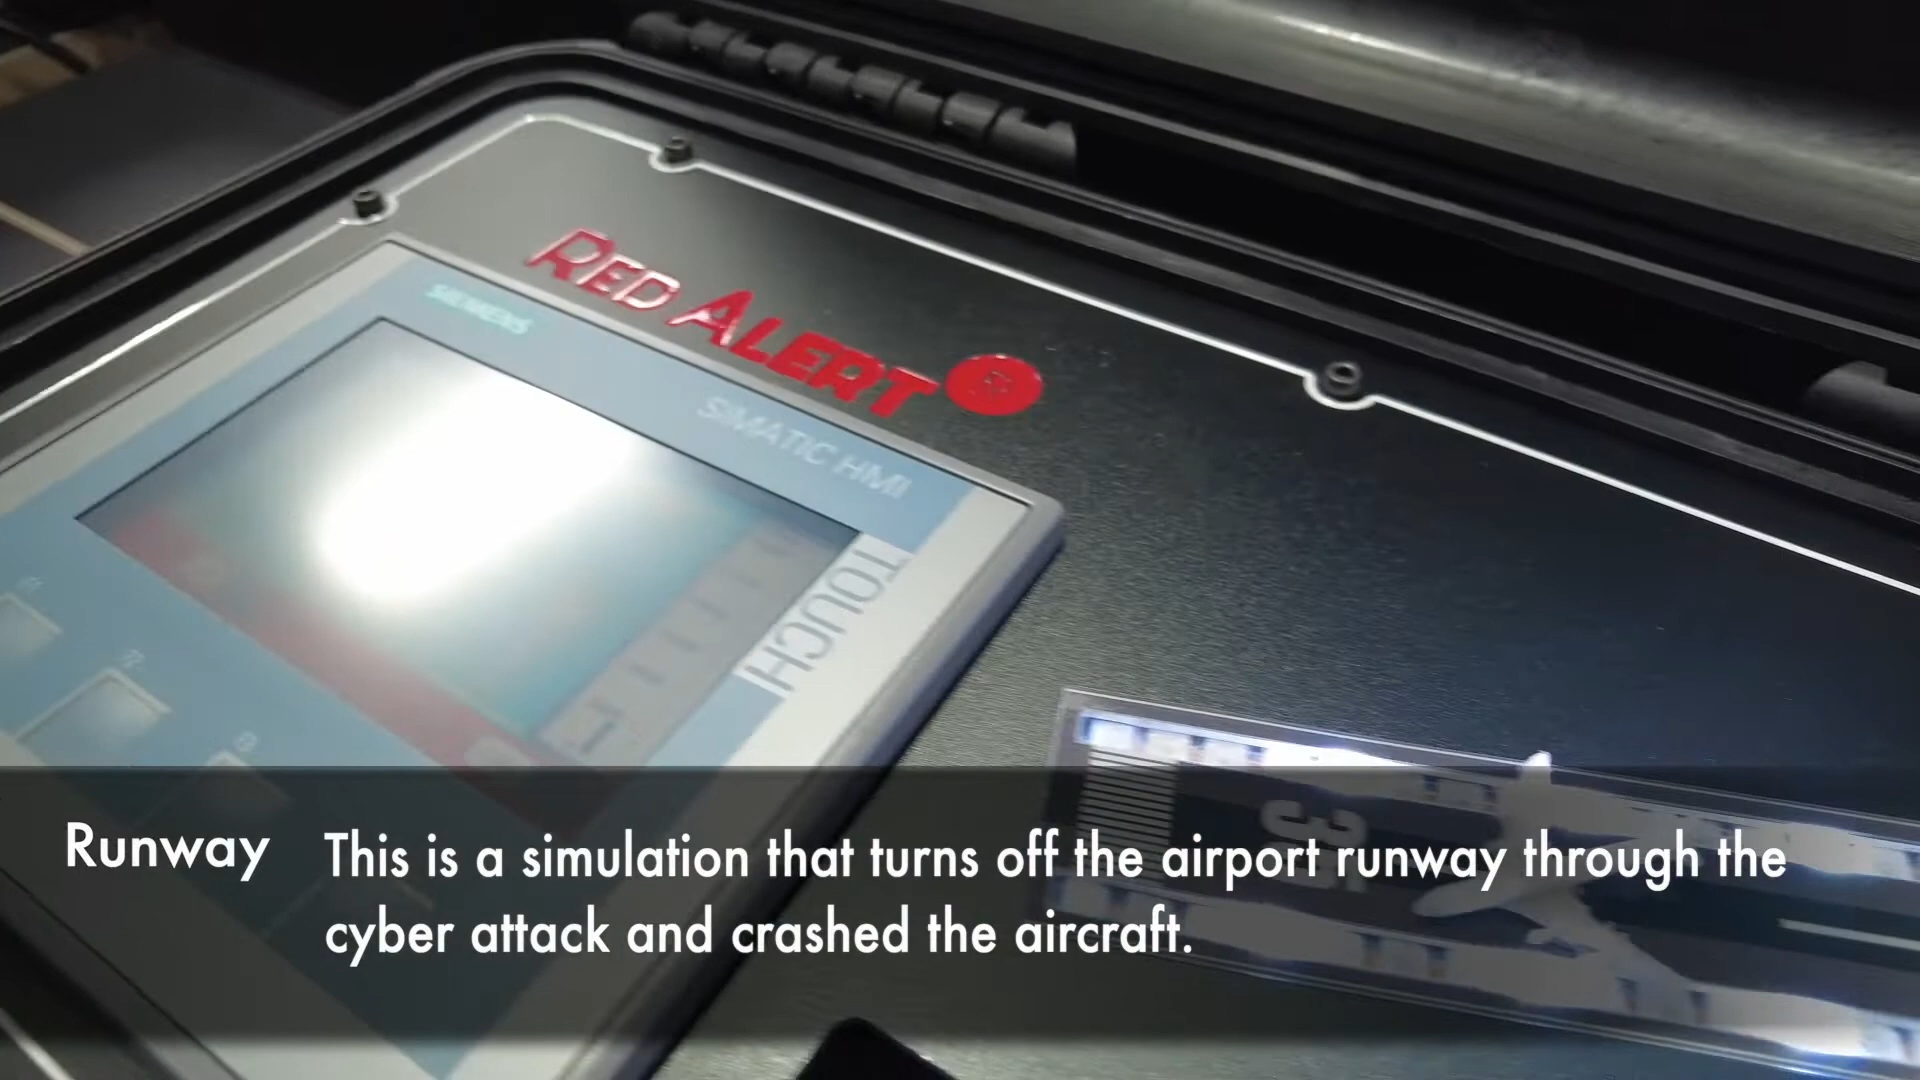 RED ALERT
SIEMENS
SIMATIC HMI
TOUCH
Runway
This is a simulation that turns off the airport runway through the
cyber attack and crashed the aircraft.